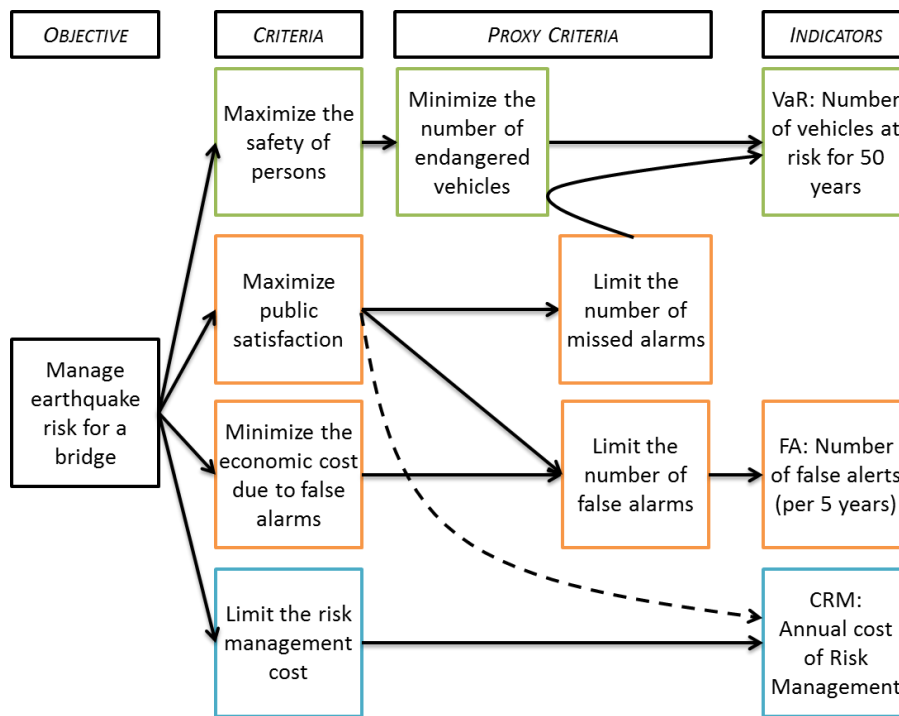 OBJECTIVE
CRITERIA
PROXY CRITERIA
INDICATORS
Maximize the
safety of
persons
Minimize the
number of
endangered
vehicles
VaR: Number
of vehicles at
risk for 50
years
Maximize
public
satisfaction
Limit the
number of
missed alarms
Manage
earthquake
risk for a
bridge
Minimize the
economic cost
due to false
alarms
Limit the
number of
false alarms
FA: Number
of false alerts
(per 5 years)
Limit the risk
management
cost
CRM:
Annual cost
of Risk
Management